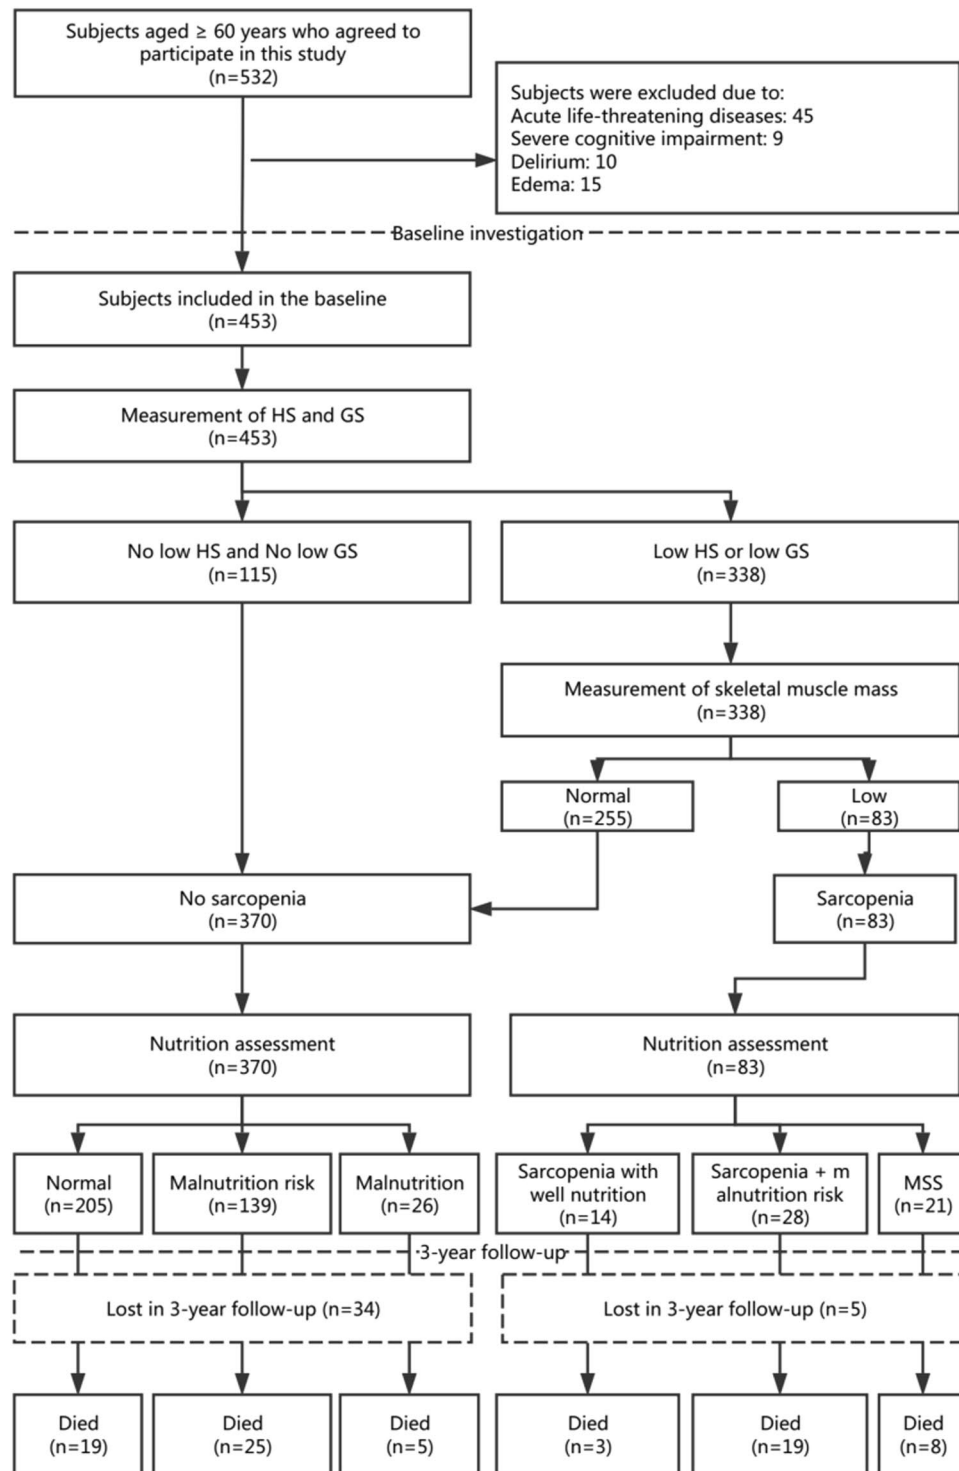 Subjects aged ≥ 60 years who agreed to
participate in this study
(n=532)
Subjects were excluded due to:
Acute life-threatening diseases: 45
Severe cognitive impairment: 9
Delirium: 10
Edema: 15
Baseline investigation
Subjects included in the baseline
(n=453)
Measurement of HS and GS
(n=453)
No low HS and No low GS
(n=115)
Low HS or low GS
(n=338)
Measurement of skeletal muscle mass
(n=338)
Normal
(n=255)
Low
(n=83)
No sarcopenia
(n=370)
Sarcopenia
(n=83)
Nutrition assessment
(n=370)
Nutrition assessment
(n=83)
Normal
(n=205)
Malnutrition risk
(n=139)
Malnutrition
(n=26)
Sarcopenia with
well nutrition
(n=14)
Sarcopenia + m
alnutrition risk
(n=28)
MSS
(n=21)
3-year follow-up
Lost in 3-year follow-up (n=34)
Lost in 3-year follow-up (n=5)
Died
(n=19)
Died
(n=25)
Died
(n=5)
Died
(n=3)
Died
(n=19)
Died
(n=8)